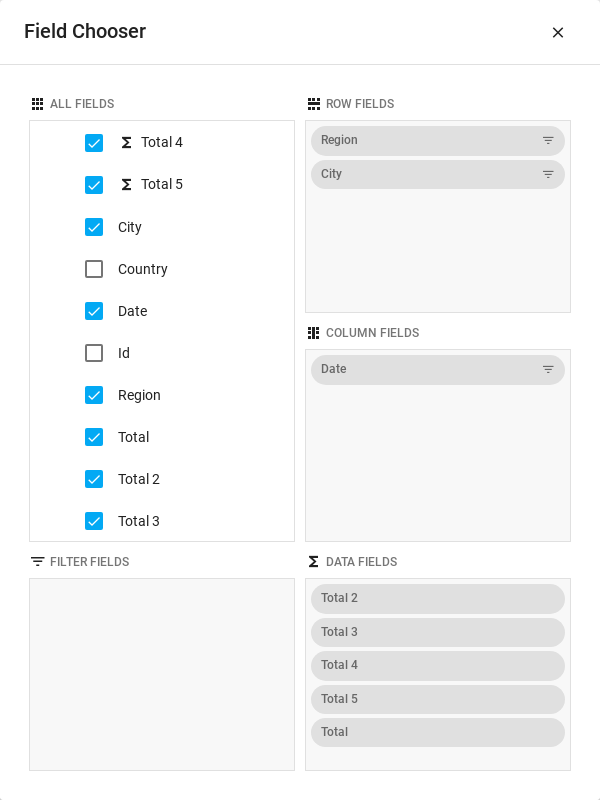 Field Chooser
ALL FIELDS
Total 4
Total 5
City
Country
Date
Id
Region
Total
Total 2
Total 3
ROW FIELDS
Region
City
COLUMN FIELDS
Date
FILTER FIELDS
DATA FIELDS
Total 2
Total 3
Total 4
Total 5
Total